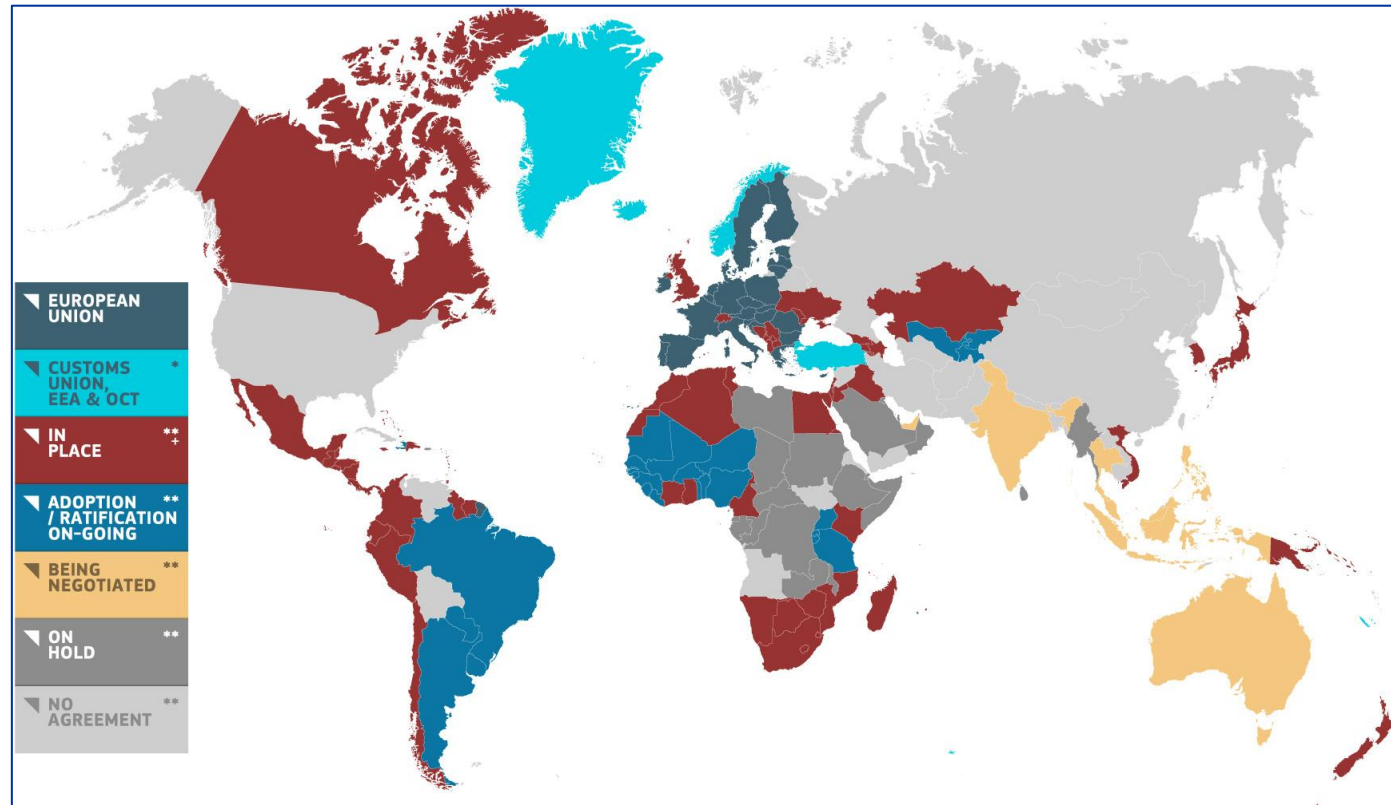 EUROPEAN
UNION
CUSTOMS *
UNION,
EEA & OCT
IN **
PLACE +
ADOPTION **
/ RATIFICATION
ON-GOING
BEING **
NEGOTIATED
ON **
HOLD
NO **
AGREEMENT